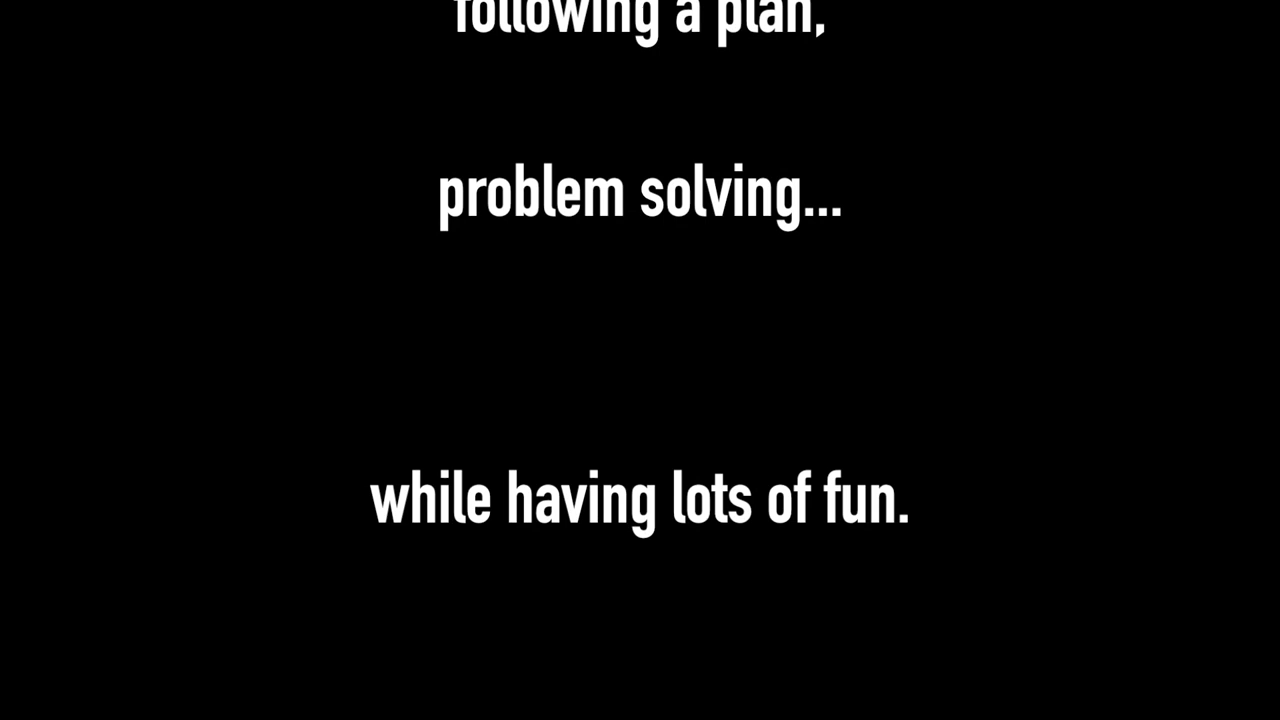 following a plan,
problem solving...
while having lots of fun.